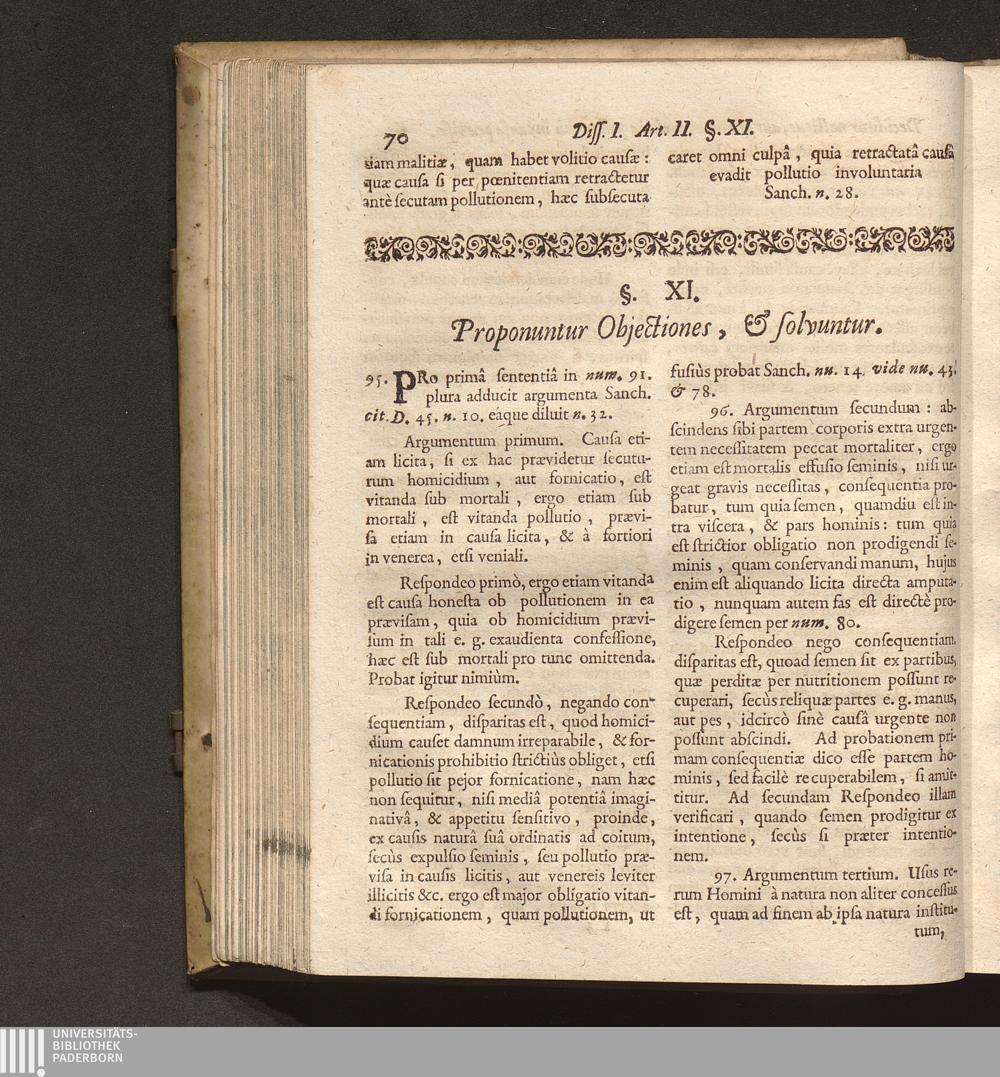 70
Diſſ. I. Art. II. §. XI.
siam malitiæ, quam habet volitio cauſæ :
quæ cauſa ſi per pœnitentiam retractetur
antè ſecutam pollutionem, hæc ſubſecuta
caret omni culpâ, quia retractatâ cauſâ
evadit pollutio involuntaria
Sanch. n. 28.
§. XI.
Proponuntur Objectiones, & ſolvuntur.
95. PRo primâ ſententiâ in num. 91.
plura adducit argumenta Sanch.
cit. D. 45. n. 10. eáque diluit n. 32.
Argumentum primum. Cauſa eti-
am licita, ſi ex hac prævidetur ſecutu-
rum homicidium, aut fornicatio, eſt
vitanda ſub mortali, ergo etiam ſub
mortali, eſt vitanda pollutio, prævi-
ſa etiam in cauſa licita, & à fortiori
in venerea, etſi veniali.
Reſpondeo primò, ergo etiam vitanda
eſt cauſa honeſta ob pollutionem in ea
præviſam, quia ob homicidium prævi-
ſum in tali e. g. exaudienta confeſſione,
hæc eſt ſub mortali pro tunc omittenda.
Probat igitur nimiùm.
Reſpondeo ſecundò, negando con-
ſequentiam, diſparitas eſt, quod homici-
dium cauſet damnum irreparabile, & for-
nicationis prohibitio ſtrictiùs obliget, etſi
pollutio ſit pejor fornicatione, nam hæc
non ſequitur, niſi mediâ potentiâ imagi-
nativâ, & appetitu ſenſitivo, proinde,
ex cauſis naturâ ſuâ ordinatis ad coitum,
ſecùs expulſio ſeminis, ſeu pollutio præ-
viſa in cauſis licitis, aut venereis leviter
illicitis &c. ergo eſt major obligatio vitan-
di fornicationem, quam pollutionem, ut
fuſiùs probat Sanch. nu. 14. vide nu. 43.
& 78.
96. Argumentum ſecundum : ab-
ſcindens ſibi partem corporis extra urgen-
tem neceſſitatem peccat mortaliter, ergo
etiam eſt mortalis effuſio ſeminis, niſi ur-
geat gravis neceſſitas, conſequentia pro-
batur, tum quia ſemen, quamdiu eſt in-
tra viſcera, & pars hominis: tum quia
eſt ſtrictior obligatio non prodigendi ſe-
minis, quam conſervandi manum, hujus
enim eſt aliquando licita directa amputa-
tio, nunquam autem fas eſt directè pro-
digere ſemen per num. 80.
Reſpondeo nego conſequentiam.
diſparitas eſt, quoad ſemen ſit ex partibus,
quæ perditæ per nutritionem poſſunt re-
cuperari, ſecùs reliquæ partes e. g. manus,
aut pes, idcircò ſinè cauſâ urgente non
poſſunt abſcindi. Ad probationem pri-
mam conſequentiæ dico eſſe partem ho-
minis, ſed facilè recuperabilem, ſi amit-
titur. Ad ſecundam Reſpondeo illam
verificari, quando ſemen prodigitur ex
intentione, ſecùs ſi præter intentio-
nem.
97. Argumentum tertium. Uſus re-
rum Homini à natura non aliter conceſſus
eſt, quam ad finem ab ipſa natura inſtitu-
tum,
UNIVERSITÄTS-
BIBLIOTHEK
PADERBORN